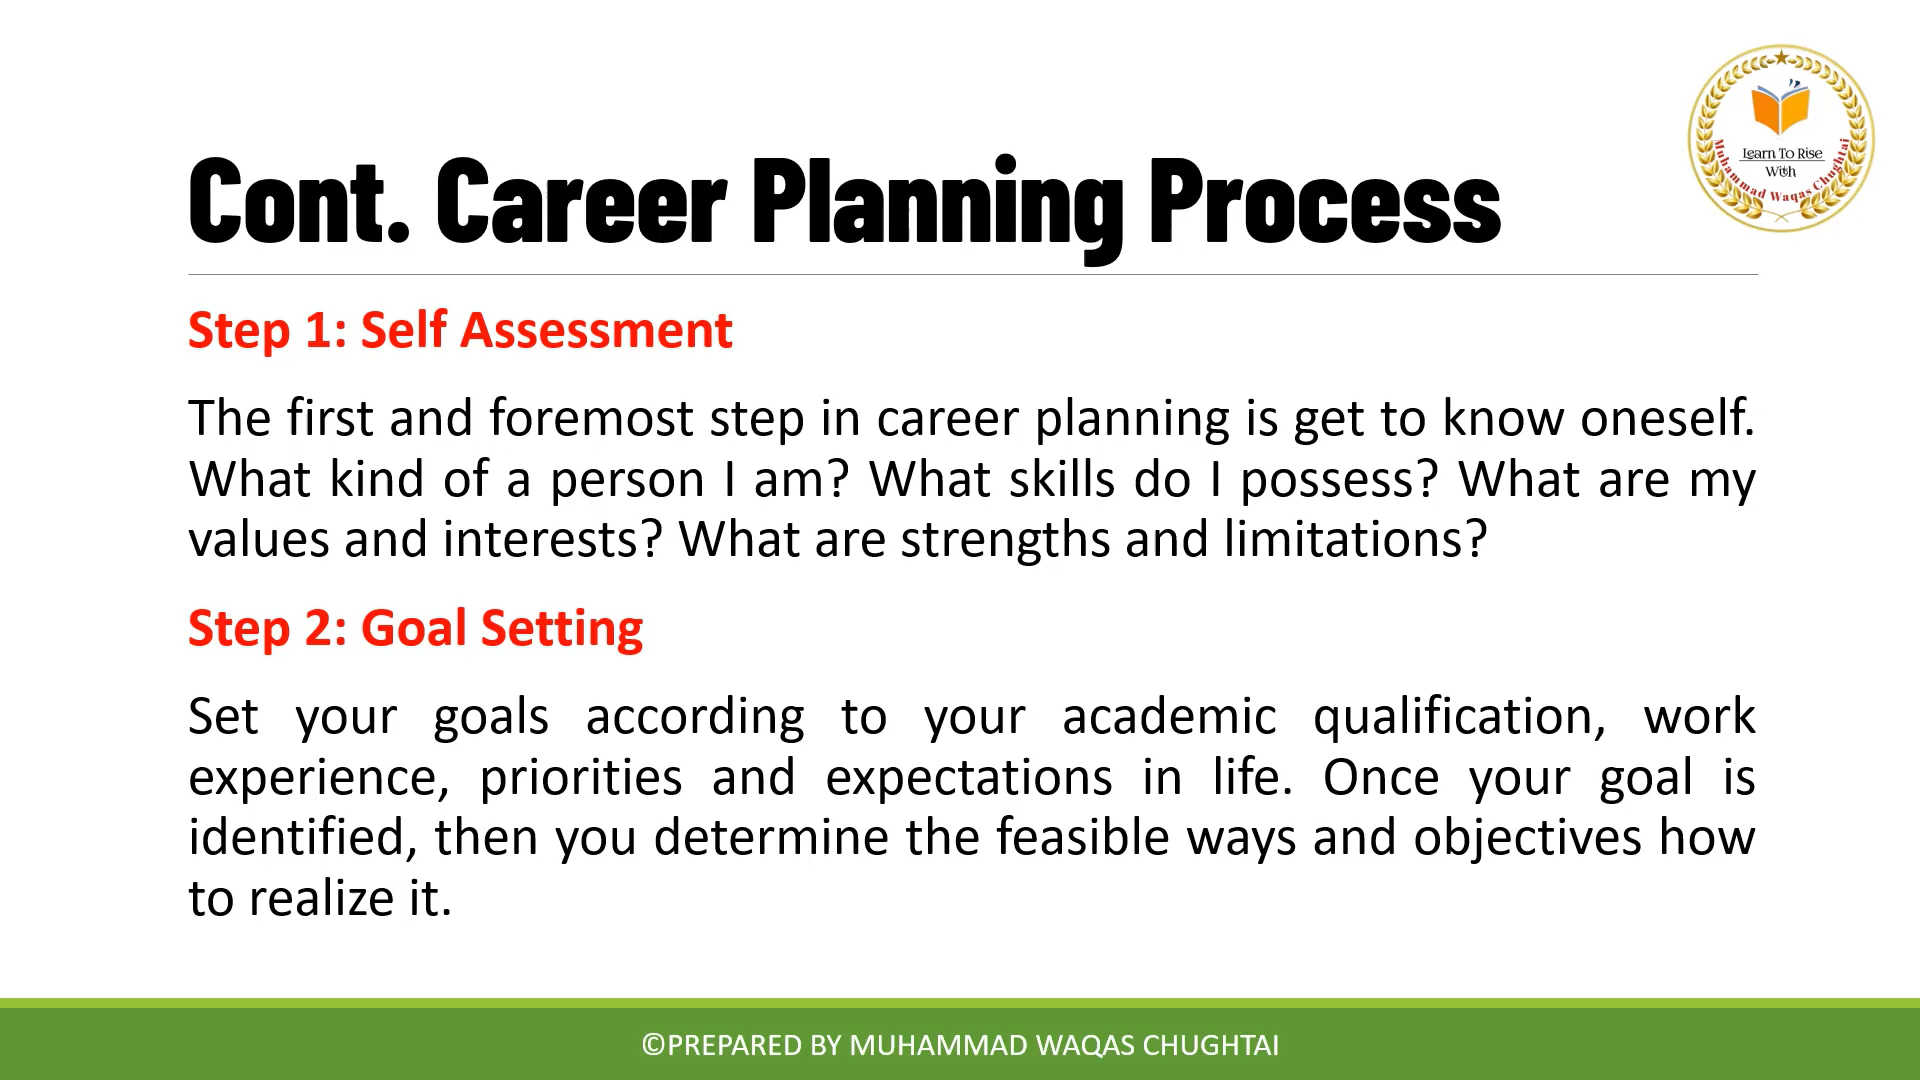 Cont. Career Planning Process
Learn To Rise
With
Muhammad Waqas Chughtai
Step 1: Self Assessment
The first and foremost step in career planning is get to know oneself.
What kind of a person I am? What skills do I possess? What are my
values and interests? What are strengths and limitations?
Step 2: Goal Setting
Set your goals according to your academic qualification, work
experience, priorities and expectations in life. Once your goal is
identified, then you determine the feasible ways and objectives how
to realize it.
©PREPARED BY MUHAMMAD WAQAS CHUGHTAI